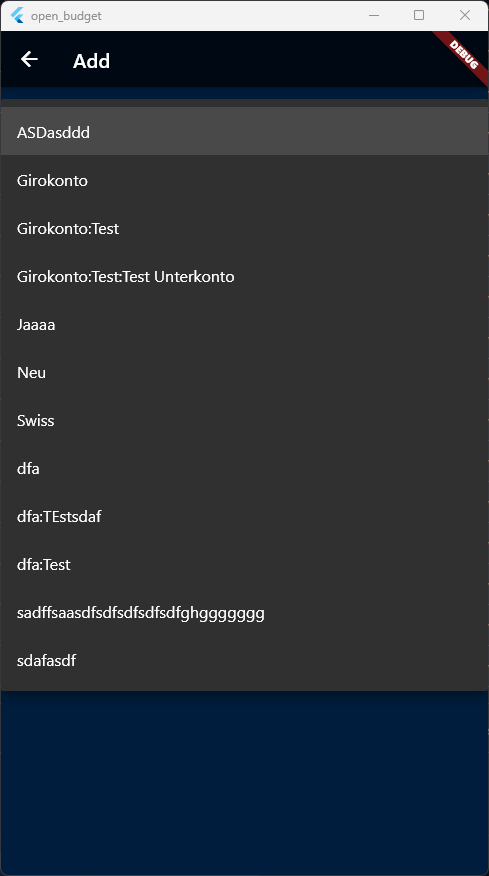 open_budget
Add
DEBUG
ASDasddd
Girokonto
Girokonto:Test
Girokonto:Test:Test Unterkonto
Jaaaa
Neu
Swiss
dfa
dfa:TEstsdaf
dfa:Test
sadffsaasdfsdfsdfsdfsdfghggggggg
sdafasdf